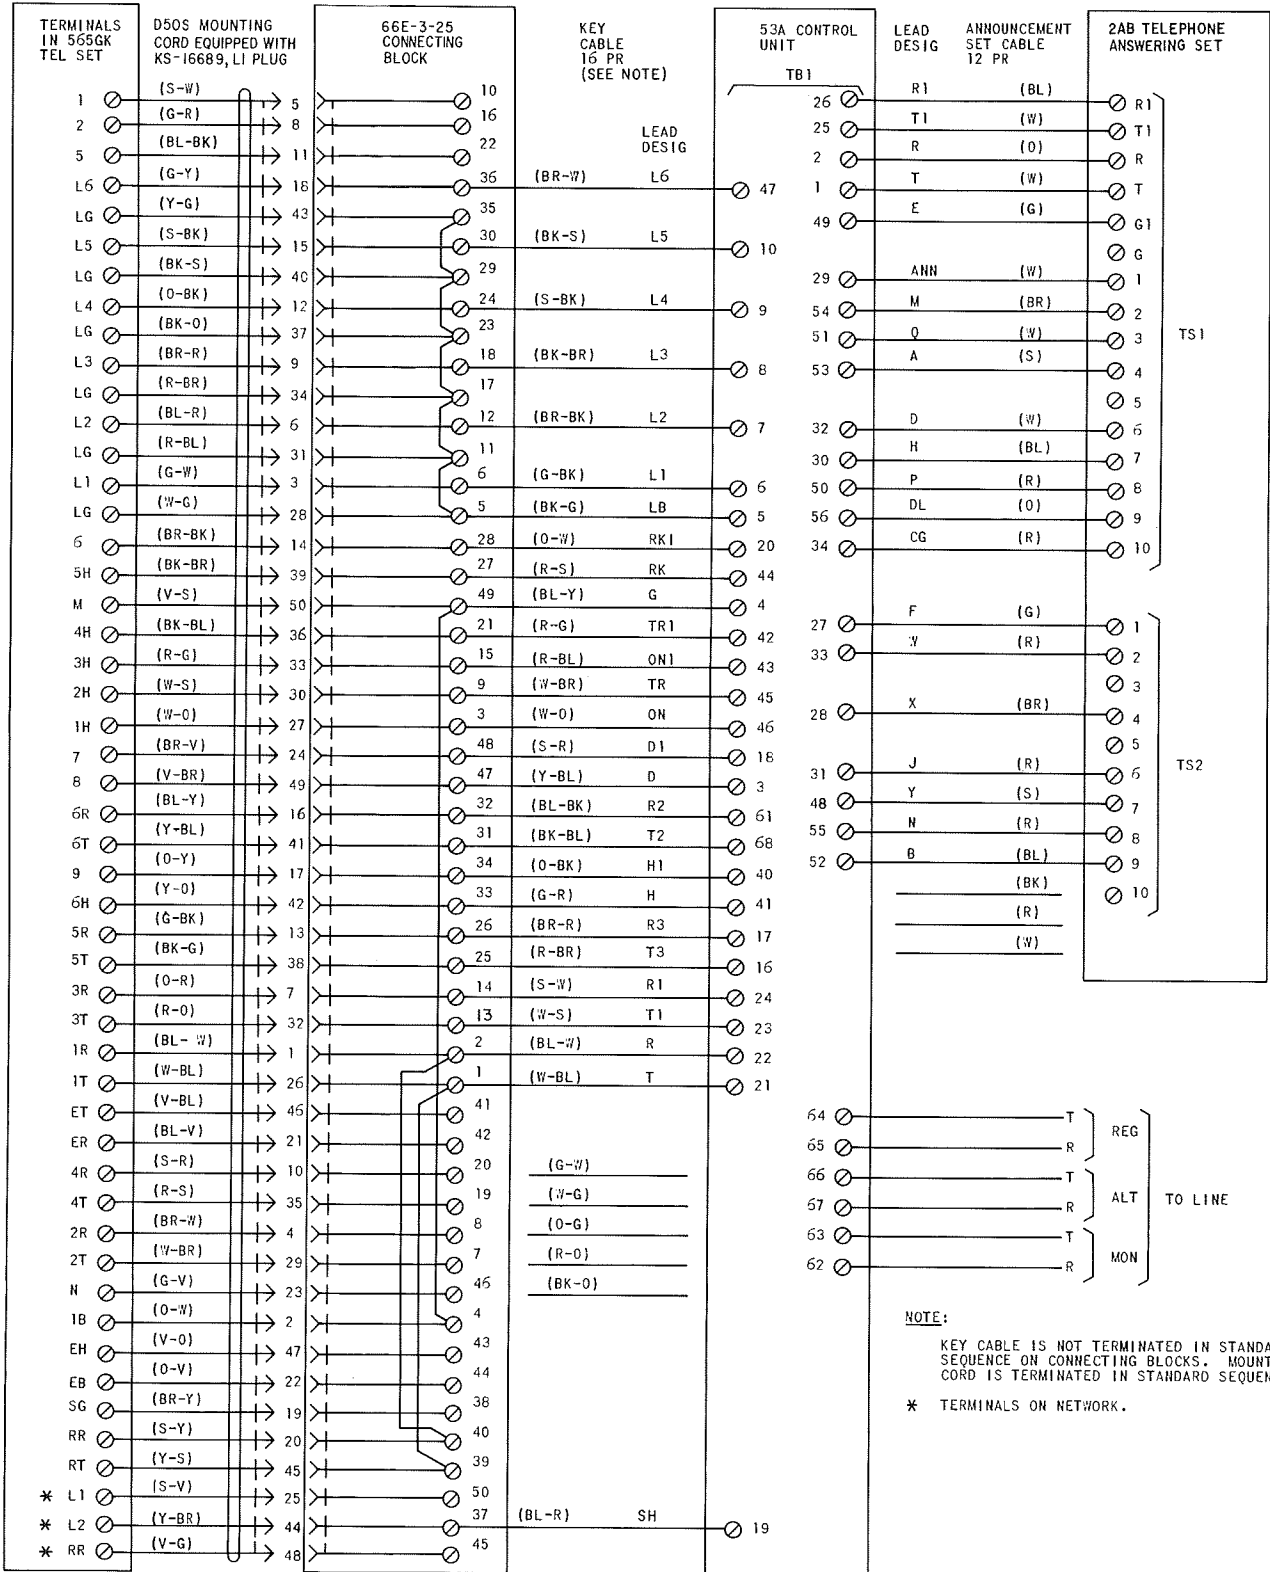 TERMINALS IN 565GK TEL SET
D50S MOUNTING CORD EQUIPPED WITH KS-16689, L1 PLUG
66E-3-25 CONNECTING BLOCK
KEY CABLE 16 PR (SEE NOTE)
53A CONTROL UNIT
LEAD DESIG
ANNOUNCEMENT SET CABLE 12 PR
2AB TELEPHONE ANSWERING SET
TB1
LEAD DESIG
1 (S-W) 5 10
2 (G-R) 8 16
5 (BL-BK) 11 22
L6 (G-Y) 18 36 (BR-W) L6 47
LG (Y-G) 43 35
L5 (S-BK) 15 30 (BK-S) L5 10
LG (BK-S) 40 29
L4 (O-BK) 12 24 (S-BK) L4 9
LG (BK-O) 37 23
L3 (BR-R) 9 18 (BK-BR) L3 8
LG (R-BR) 34 17
L2 (BL-R) 6 12 (BR-BK) L2 7
LG (R-BL) 31 11
L1 (G-W) 3 6 (G-BK) L1 6
LG (W-G) 28 5 (BK-G) LB 5
6 (BR-BK) 14 28 (O-W) RK1 20
5H (BK-BR) 39 27 (R-S) RK 44
M (V-S) 50 49 (BL-Y) G 4
4H (BK-BL) 36 21 (R-G) TR1 42
3H (R-G) 33 15 (R-BL) ON1 43
2H (W-S) 30 9 (W-BR) TR 45
1H (W-O) 27 3 (W-O) ON 46
7 (BR-V) 24 48 (S-R) D1 18
8 (V-BR) 49 47 (Y-BL) D 3
6R (BL-Y) 16 32 (BL-BK) R2 61
6T (Y-BL) 41 31 (BK-BL) T2 68
9 (O-Y) 17 34 (O-BK) H1 40
6H (Y-O) 42 33 (G-R) H 41
5R (G-BK) 13 26 (BR-R) R3 17
5T (BK-G) 38 25 (R-BR) T3 16
3R (O-R) 7 14 (S-W) R1 24
3T (R-O) 32 13 (W-S) T1 23
1R (BL-W) 1 2 (BL-W) R 22
1T (W-BL) 26 1 (W-BL) T 21
ET (V-BL) 46 41
ER (BL-V) 21 42
4R (S-R) 10 20 (G-W)
4T (R-S) 35 19 (W-G)
2R (BR-W) 4 8 (O-G)
2T (W-BR) 29 7 (R-O)
N (G-V) 23 46 (BK-O)
1B (O-W) 2 4
EH (V-O) 47 43
EB (O-V) 22 44
SG (BR-Y) 19 38
RR (S-Y) 20 40
RT (Y-S) 45 39
* L1 (S-V) 25 50
* L2 (Y-BR) 44 37 (BL-R) SH 19
* RR (V-G) 48 45
26 R1 (BL) R1
25 T1 (W) T1
2 R (O) R
1 T (W) T
49 E (G) G1
G
29 ANN (W) 1
54 M (BR) 2
51 Q (W) 3
53 A (S) 4
5
32 D (W) 6
30 H (BL) 7
50 P (R) 8
56 DL (O) 9
34 CG (R) 10
TS1
27 F (G) 1
33 W (R) 2
3
28 X (BR) 4
5
31 J (R) 6
48 Y (S) 7
55 N (R) 8
52 B (BL) 9
(BK) 10
(R)
(W)
TS2
64 T
65 R
REG
66 T
67 R
ALT
63 T
62 R
MON
TO LINE
NOTE:
KEY CABLE IS NOT TERMINATED IN STANDA
SEQUENCE ON CONNECTING BLOCKS. MOUNT
CORD IS TERMINATED IN STANDARD SEQUEN
* TERMINALS ON NETWORK.